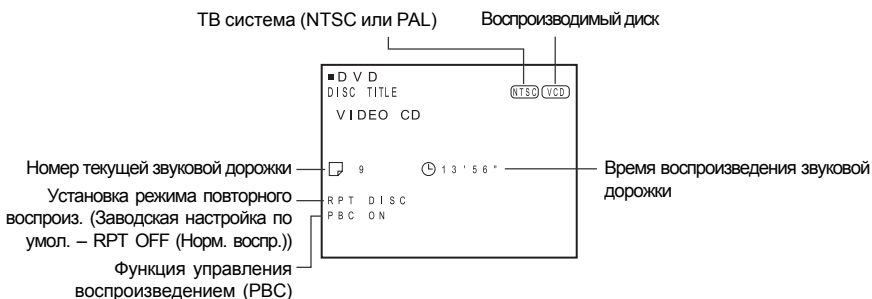 ТВ система (NTSC или PAL)
Воспроизводимый диск
■DVD
DISC TITLE
NTSC VCD
VIDEO CD
Номер текущей звуковой дорожки
9
13'56"
Время воспроизведения звуковой
дорожки
Установка режима повторного
воспроиз. (Заводская настройка по
умол. – RPT OFF (Норм. воспр.))
RPT DISC
PBC ON
Функция управления
воспроизведением (PBC)